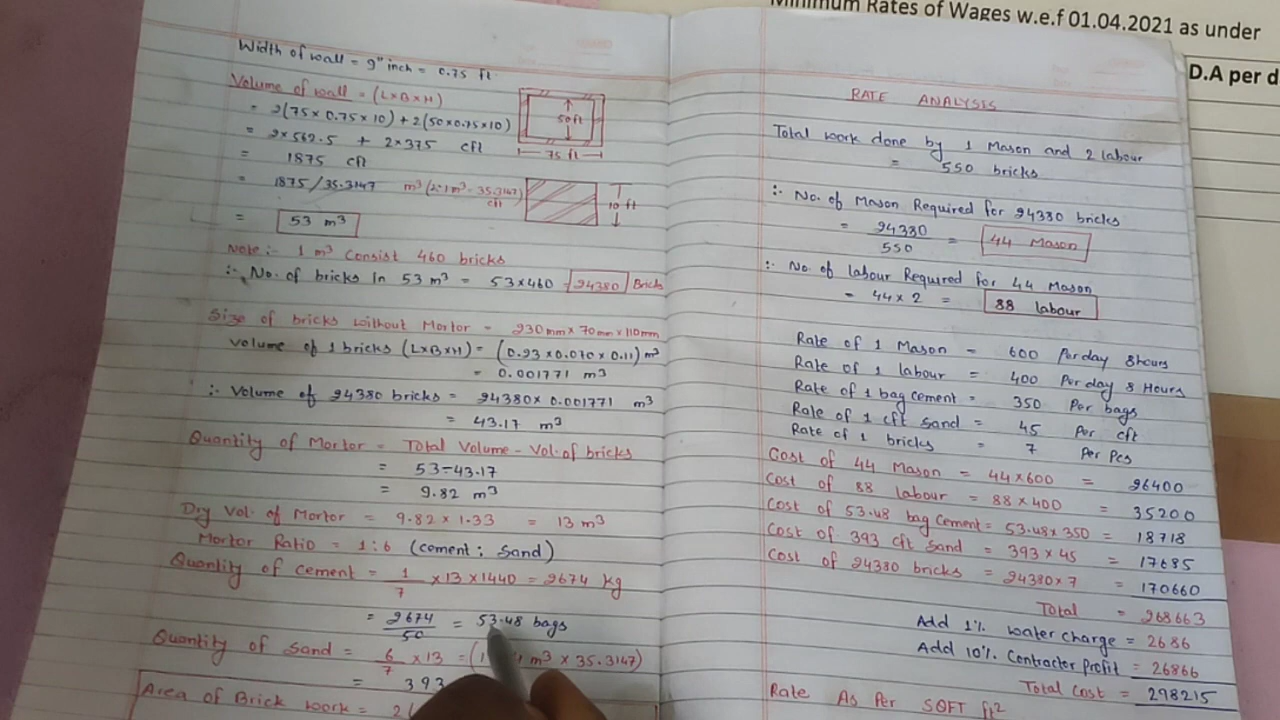 Minimum Rates of Wages w.e.f 01.04.2021 as under
D.A per d
Width of wall = 9" inch = 0.75 ft
Volume of wall = (L×B×H)
= 2(75×0.75×10) + 2(50×0.75×10)
= 2×562.5 + 2×375 cft
= 1875 cft
= 1875/35.3147 m³ (∵ 1m³ = 35.3147 cft)
= 53 m³
50ft
75 ft
10 ft
Note:- 1 m³ Consist 460 bricks
∴ No. of bricks in 53 m³ = 53×460 = 24380 Bricks
Size of bricks without Mortor = 230mm × 70mm × 110mm
Volume of 1 bricks (L×B×H) = (0.23×0.070×0.11) m³
= 0.001771 m³
∴ Volume of 24380 bricks = 24380×0.001771 m³
= 43.17 m³
Quantity of Mortor = Total Volume - Vol. of bricks
= 53-43.17
= 9.82 m³
Dry Vol. of Mortor = 9.82×1.33 = 13 m³
Mortor Ratio = 1:6 (cement : Sand)
Quantity of cement = 1/7 ×13×1440 = 2674 kg
= 2674/50 = 53.48 bags
Quantity of Sand = 6/7 ×13 = ( m³ × 35.3147)
= 393
Area of Brick work = 2(
RATE ANALYSIS
Total work done by 1 Mason and 2 labour
= 550 bricks
∴ No. of Mason Required for 24380 bricks
= 24380/550 = 44 Mason
∴ No. of labour Required for 44 Mason
= 44×2 = 88 labour
Rate of 1 Mason = 600 Per day 8hours
Rate of 1 labour = 400 Per day 8 Hours
Rate of 1 bag cement = 350 Per bags
Rate of 1 cft sand = 45 Per cft
Rate of 1 bricks = 7 Per Pcs
Cost of 44 Mason = 44×600 = 26400
Cost of 88 labour = 88×400 = 35200
Cost of 53.48 bag Cement = 53.48×350 = 18718
Cost of 393 cft Sand = 393×45 = 17685
Cost of 24380 bricks = 24380×7 = 170660
Total = 268663
Add 1% water charge = 2686
Add 10% Contracter Profit = 26866
Total Cost = 298215
Rate As Per SQFT ft²